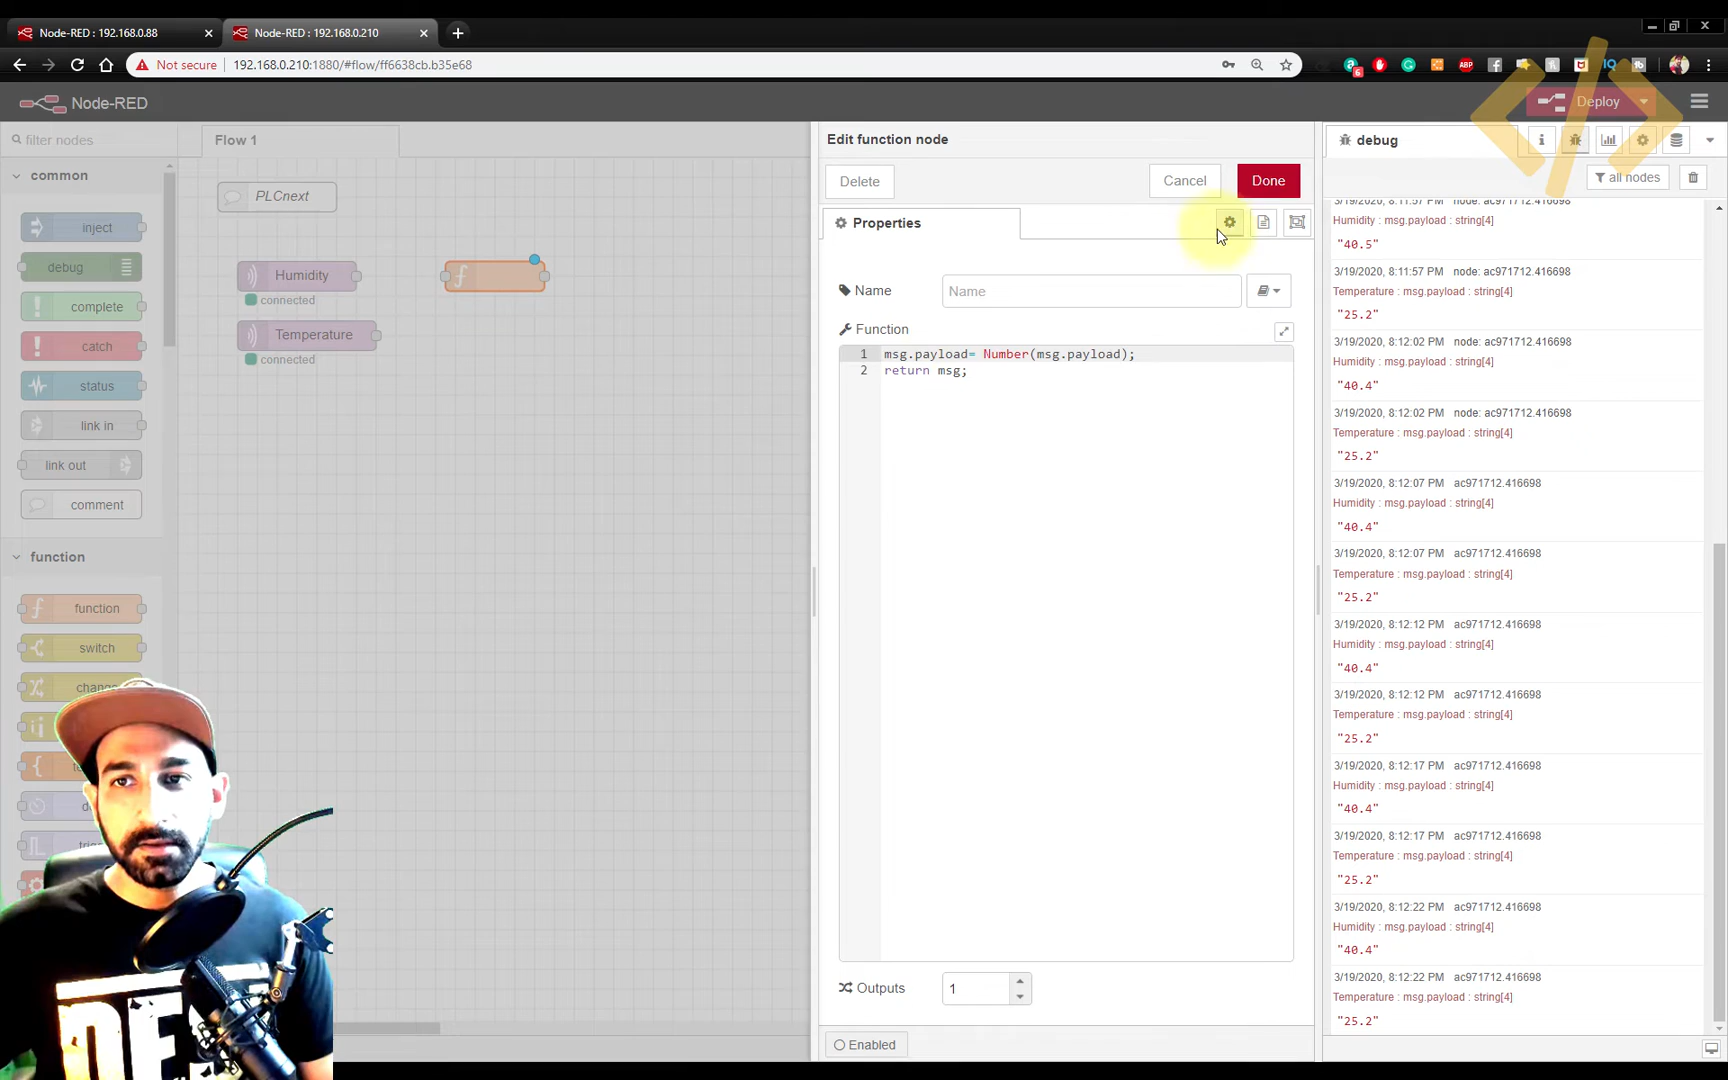 Node-RED : 192.168.0.88
Node-RED : 192.168.0.210
Not secure
192.168.0.210:1880/#flow/ff6638cb.b35e68
6
ABP
IQ
Node-RED
Deploy
filter nodes
Flow 1
common
inject
debug
complete
catch
status
link in
link out
comment
function
function
switch
PLCnext
Humidity
connected
Temperature
connected
Edit function node
Delete
Cancel
Done
Properties
Name
Name
Function
1 msg.payload= Number(msg.payload);
2 return msg;
Outputs
1
Enabled
debug
all nodes
3/19/2020, 8:11:57 PM node: ac971712.416698
Humidity : msg.payload : string[4]
"40.5"
3/19/2020, 8:11:57 PM node: ac971712.416698
Temperature : msg.payload : string[4]
"25.2"
3/19/2020, 8:12:02 PM node: ac971712.416698
Humidity : msg.payload : string[4]
"40.4"
3/19/2020, 8:12:02 PM node: ac971712.416698
Temperature : msg.payload : string[4]
"25.2"
3/19/2020, 8:12:07 PM ac971712.416698
Humidity : msg.payload : string[4]
"40.4"
3/19/2020, 8:12:07 PM ac971712.416698
Temperature : msg.payload : string[4]
"25.2"
3/19/2020, 8:12:12 PM ac971712.416698
Humidity : msg.payload : string[4]
"40.4"
3/19/2020, 8:12:12 PM ac971712.416698
Temperature : msg.payload : string[4]
"25.2"
3/19/2020, 8:12:17 PM ac971712.416698
Humidity : msg.payload : string[4]
"40.4"
3/19/2020, 8:12:17 PM ac971712.416698
Temperature : msg.payload : string[4]
"25.2"
3/19/2020, 8:12:22 PM ac971712.416698
Humidity : msg.payload : string[4]
"40.4"
3/19/2020, 8:12:22 PM ac971712.416698
Temperature : msg.payload : string[4]
"25.2"